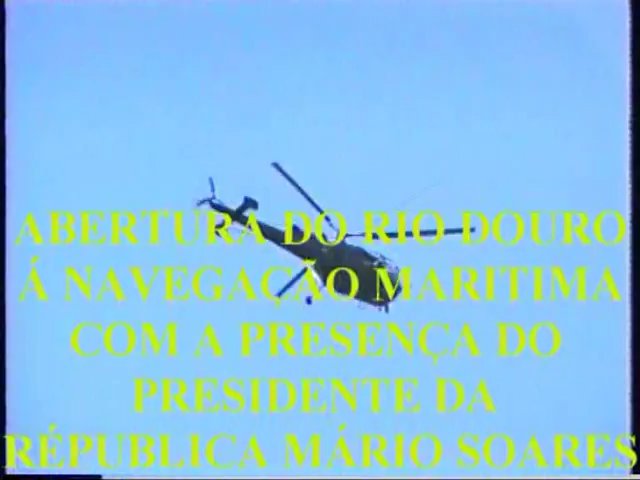 ABERTURA DO RIO DOURO
Á NAVEGAÇÃO MARITIMA
COM A PRESENÇA DO
PRESIDENTE DA
RÉPUBLICA MÁRIO SOARES